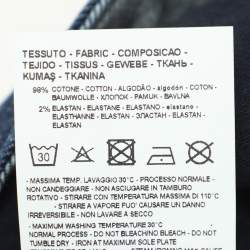 TESSUTO - FABRIC - COMPOSICAO -
TEJIDO - TISSUS - GEWEBE - ТКАНЬ -
KUMAŞ - TKANINA
98% COTONE - COTTON - ALGODÃO - algodón - COTON -
BAUMWOLLE - ХЛОПОК - PAMUK - BAVLNA
2% ELASTAN - ELASTANE - ELASTANO - elastano -
ELASTHANNE - ELASTAN - ЭЛАСТАН - ELASTAN -
30
- MASSIMA TEMP. LAVAGGIO 30°C - PROCESSO NORMALE -
NON CANDEGGIARE - NON ASCIUGARE IN TAMBURO
ROTATIVO - STIRARE CON TEMPERATURA MASSIMA DI 110°C
- STIRARE A VAPORE PUO' CAUSARE UN DANNO
IRREVERSIBILE - NON LAVARE A SECCO
- MAXIMUM WASHING TEMPERATURE 30°C -
NORMAL PROCESS - DO NOT BLEACHING BLEACH - DO NOT
TUMBLE DRY - IRON AT MAXIMUM SOLE PLATE